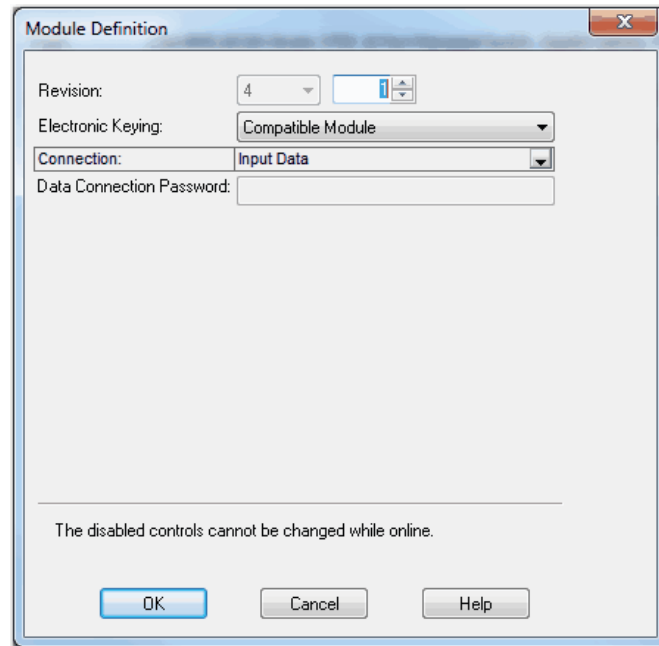 Module Definition
Revision: 4 1
Electronic Keying: Compatible Module
Connection: Input Data
Data Connection Password:
The disabled controls cannot be changed while online.
OK Cancel Help